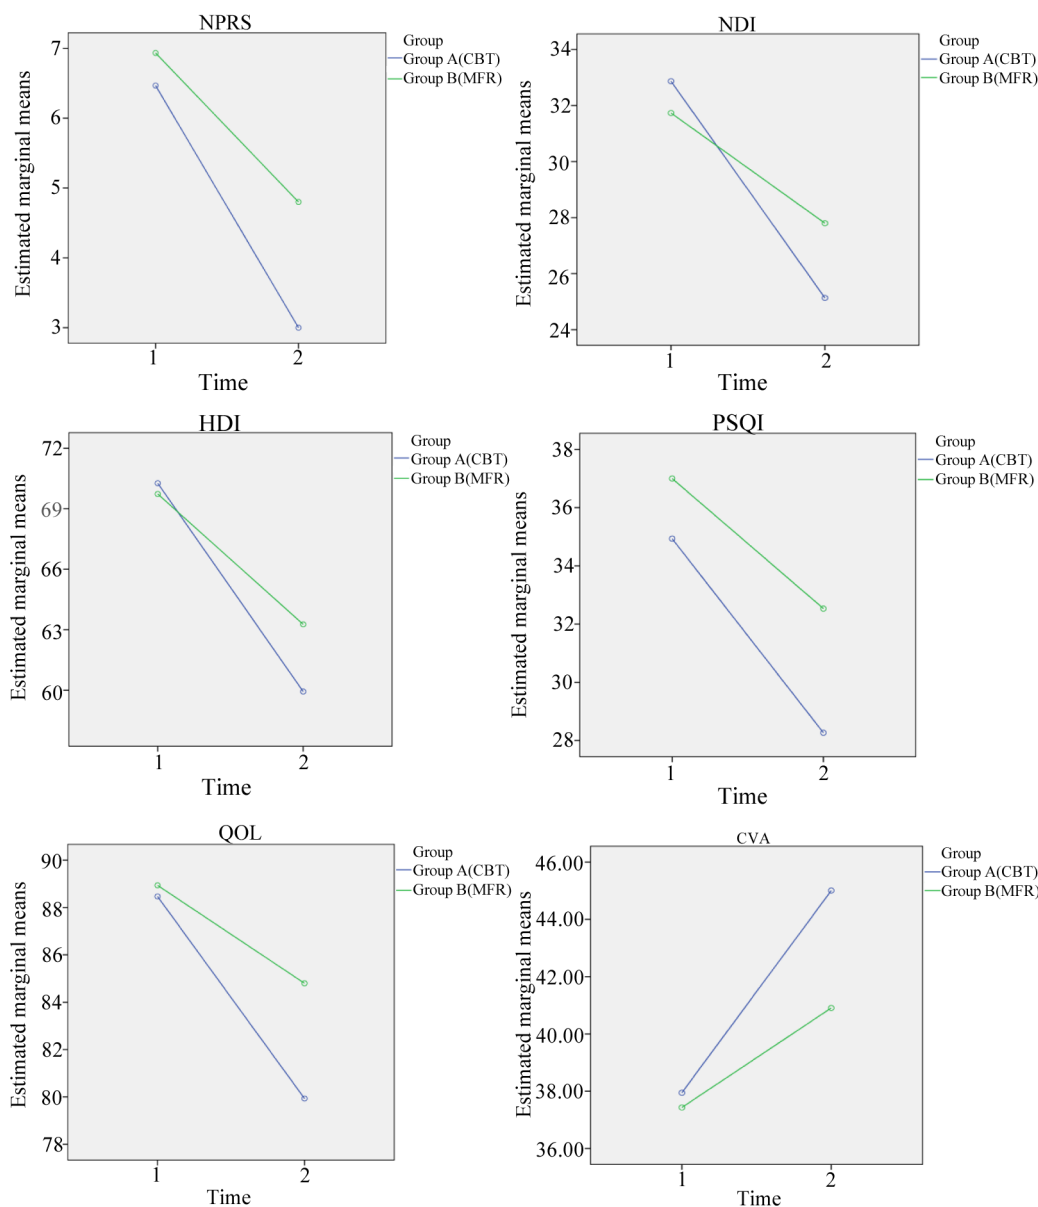 NPRS
Estimated marginal means
7
6
5
4
3
1
2
Time
Group
Group A(CBT)
Group B(MFR)
NDI
Estimated marginal means
34
32
30
28
26
24
1
2
Time
Group
Group A(CBT)
Group B(MFR)
HDI
Estimated marginal means
72
69
66
63
60
1
2
Time
Group
Group A(CBT)
Group B(MFR)
PSQI
Estimated marginal means
38
36
34
32
30
28
1
2
Time
Group
Group A(CBT)
Group B(MFR)
QOL
Estimated marginal means
90
88
86
84
82
80
78
1
2
Time
Group
Group A(CBT)
Group B(MFR)
CVA
Estimated marginal means
46.00
44.00
42.00
40.00
38.00
36.00
1
2
Time
Group
Group A(CBT)
Group B(MFR)